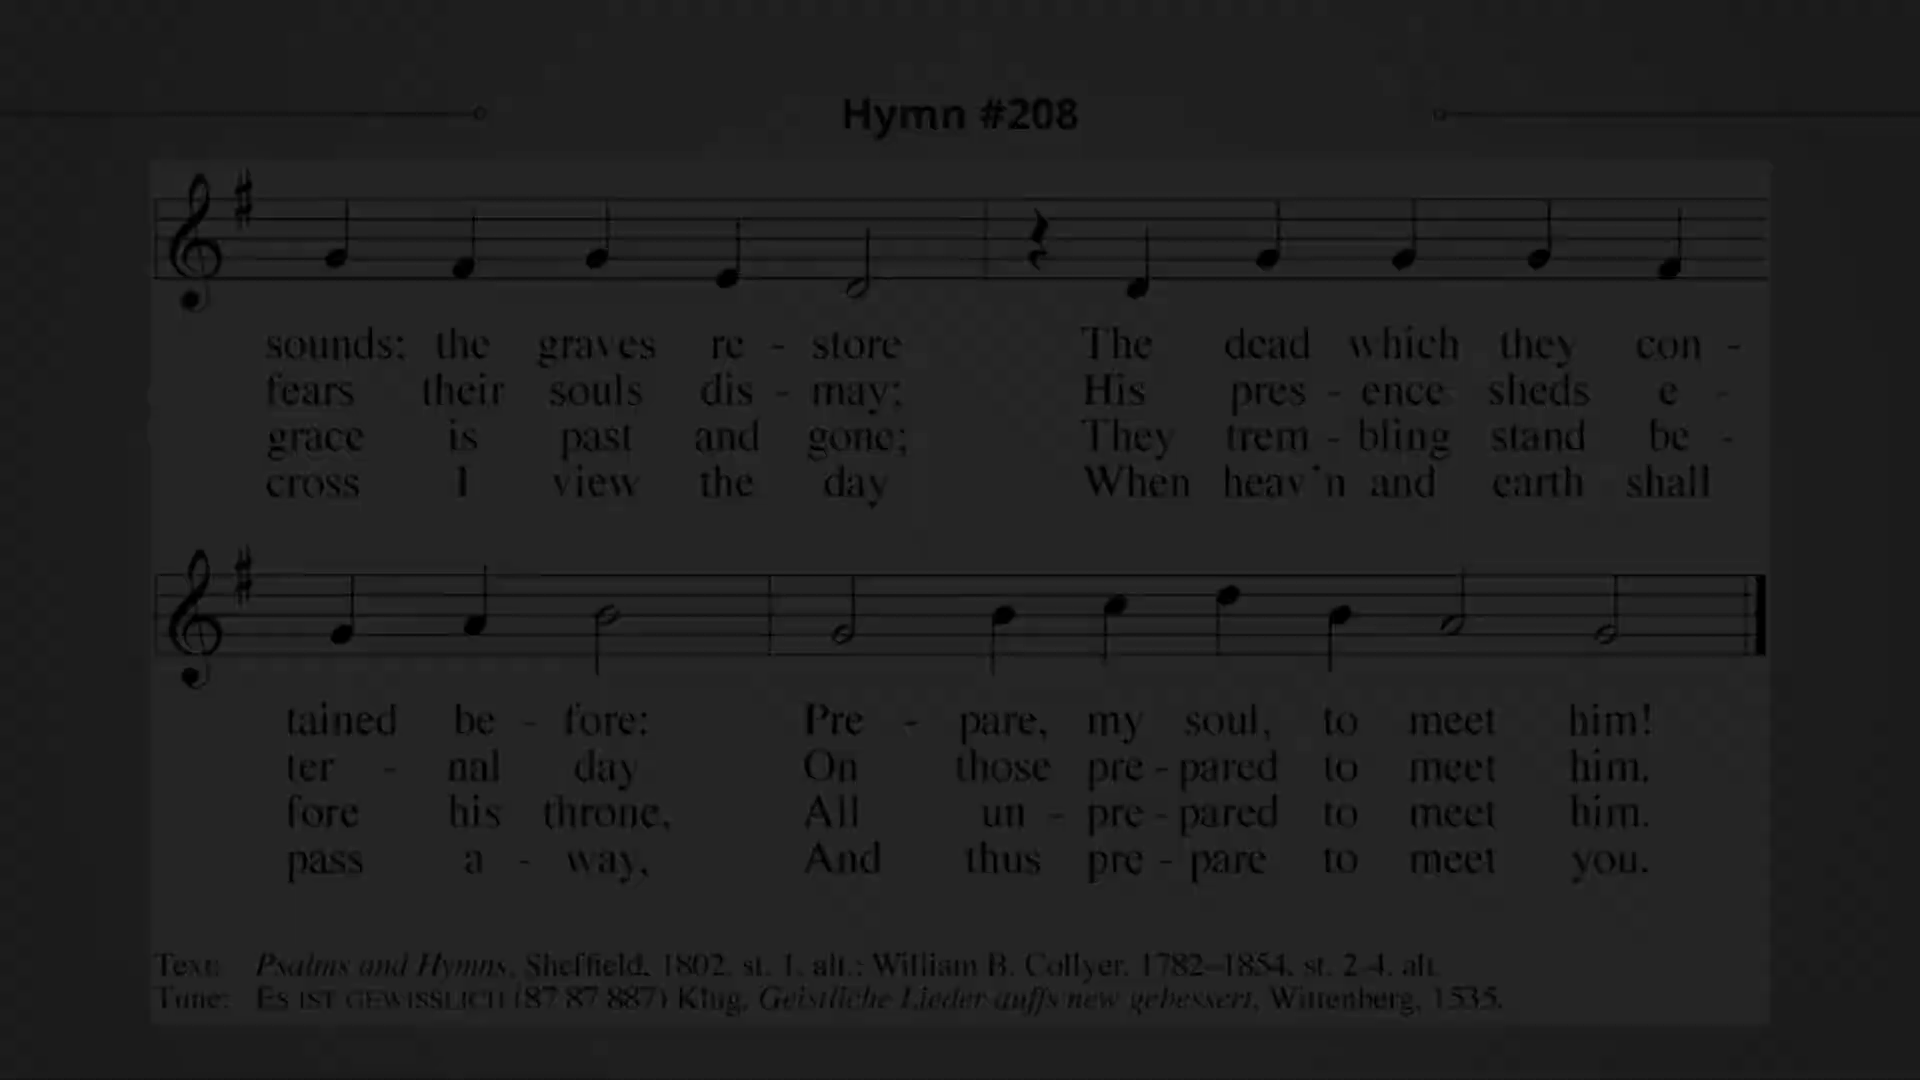 Hymn #208
sounds; the graves re - store The dead which they con -
fears their souls dis - may; His pres - ence sheds e -
grace is past and gone; They trem - bling stand be -
cross I view the day When heav'n and earth shall
tained be - fore: Pre - pare, my soul, to meet him!
ter - nal day On those pre - pared to meet him.
fore his throne, All un - pre - pared to meet him.
pass a - way, And thus pre - pare to meet you.
Text: Psalms and Hymns, Sheffield, 1802, st. 1, alt.; William B. Collyer, 1782–1854, st. 2-4, alt.
Tune: ES IST GEWISSLICH (87 87 887) Klug, Geistliche Lieder auffs new gebessert, Wittenberg, 1535.